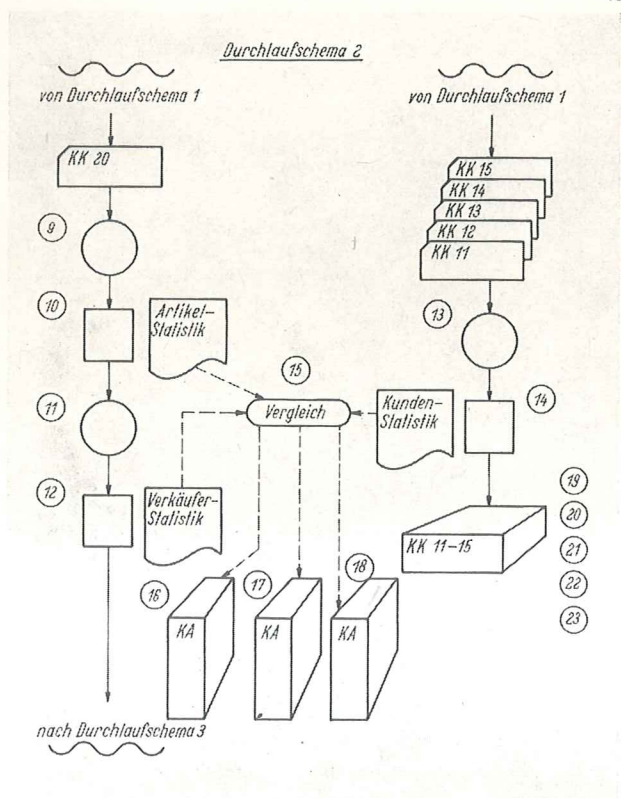 Durchlaufschema 2
von Durchlaufschema 1
von Durchlaufschema 1
KK 20
KK 15
KK 14
KK 13
KK 12
KK 11
9
10
Artikel-
Statistik
13
15
11
Vergleich
Kunden-
Statistik
14
12
Verkäufer-
Statistik
19
KK 11-15
20
21
22
23
16
17
18
KA
KA
KA
nach Durchlaufschema 3